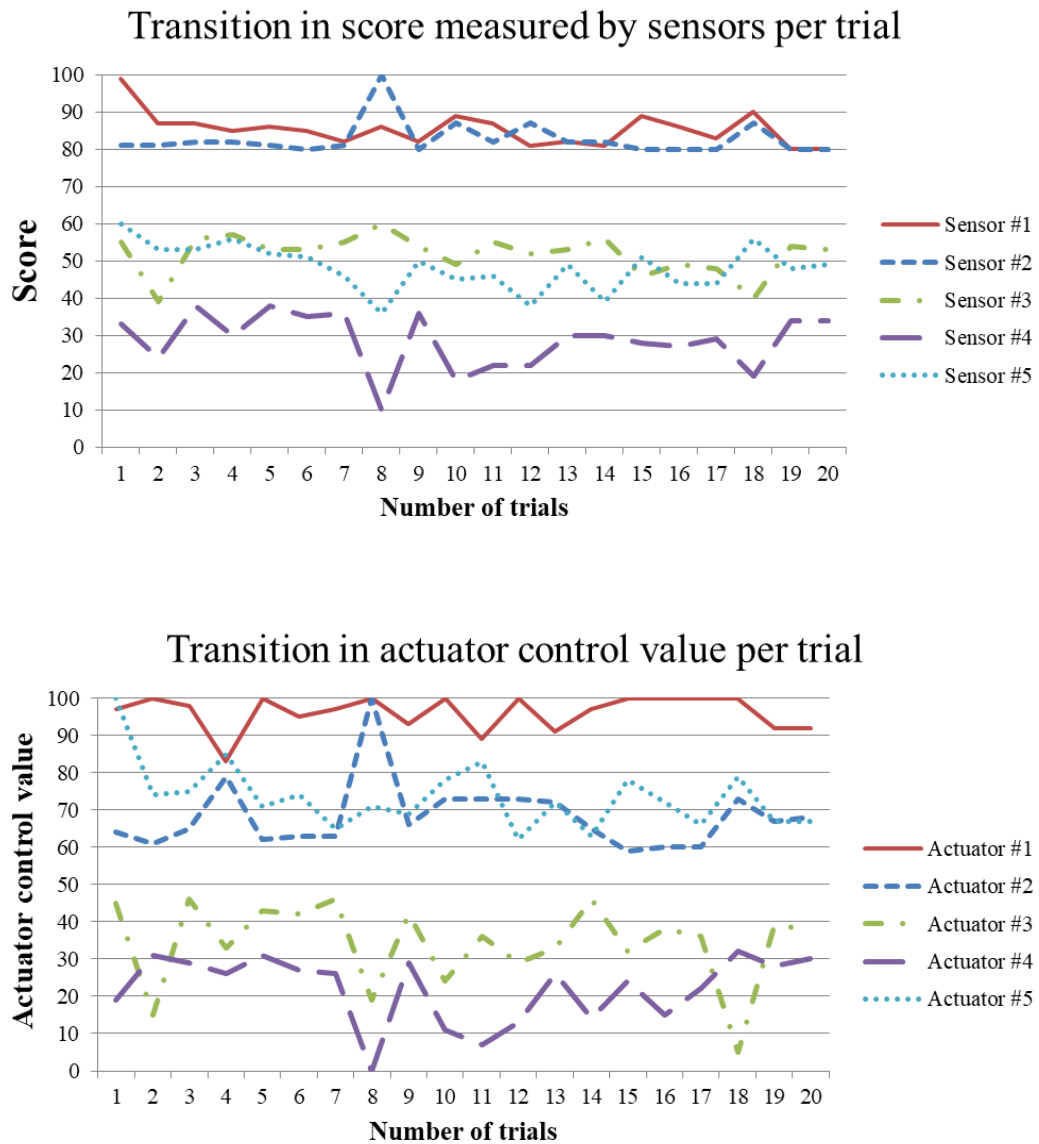 Transition in score measured by sensors per trial
100
90
80
70
60
50
40
30
20
10
0
Score
1 2 3 4 5 6 7 8 9 10 11 12 13 14 15 16 17 18 19 20
Number of trials
Sensor #1
Sensor #2
Sensor #3
Sensor #4
Sensor #5
Transition in actuator control value per trial
100
90
80
70
60
50
40
30
20
10
0
Actuator control value
1 2 3 4 5 6 7 8 9 10 11 12 13 14 15 16 17 18 19 20
Number of trials
Actuator #1
Actuator #2
Actuator #3
Actuator #4
Actuator #5